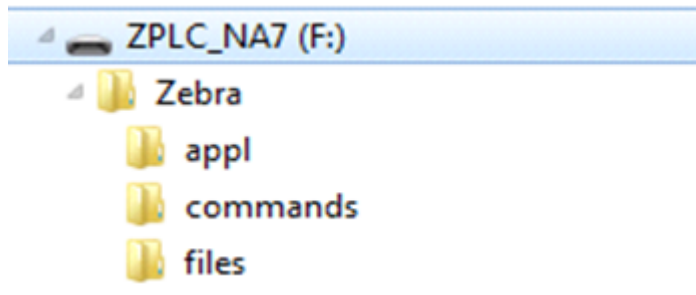 ZPLC_NA7 (F:)
Zebra
appl
commands
files